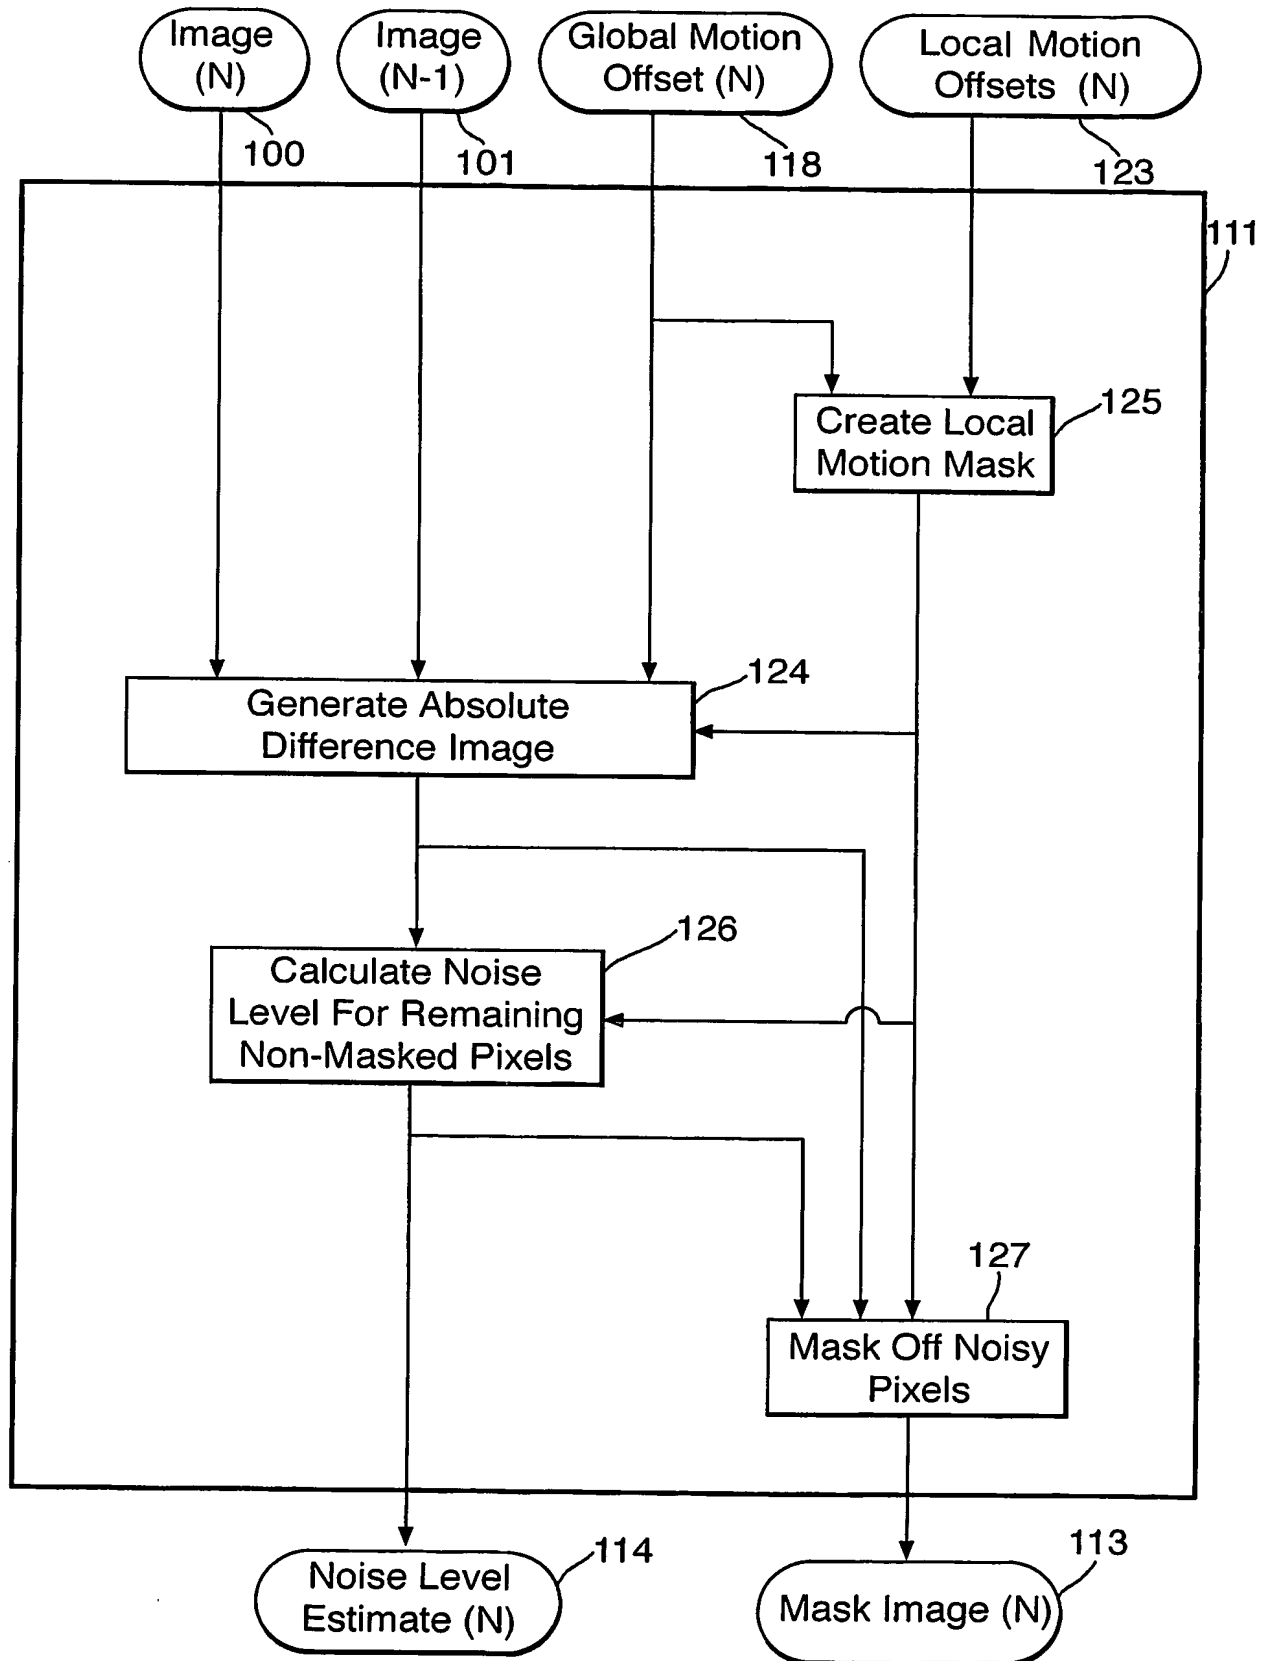 Image
(N)
Image
(N-1)
Global Motion
Offset (N)
Local Motion
Offsets (N)
100
101
118
123
111
Create Local
Motion Mask
125
Generate Absolute
Difference Image
124
Calculate Noise
Level For Remaining
Non-Masked Pixels
126
127
Mask Off Noisy
Pixels
Noise Level
Estimate (N)
114
Mask Image (N)
113